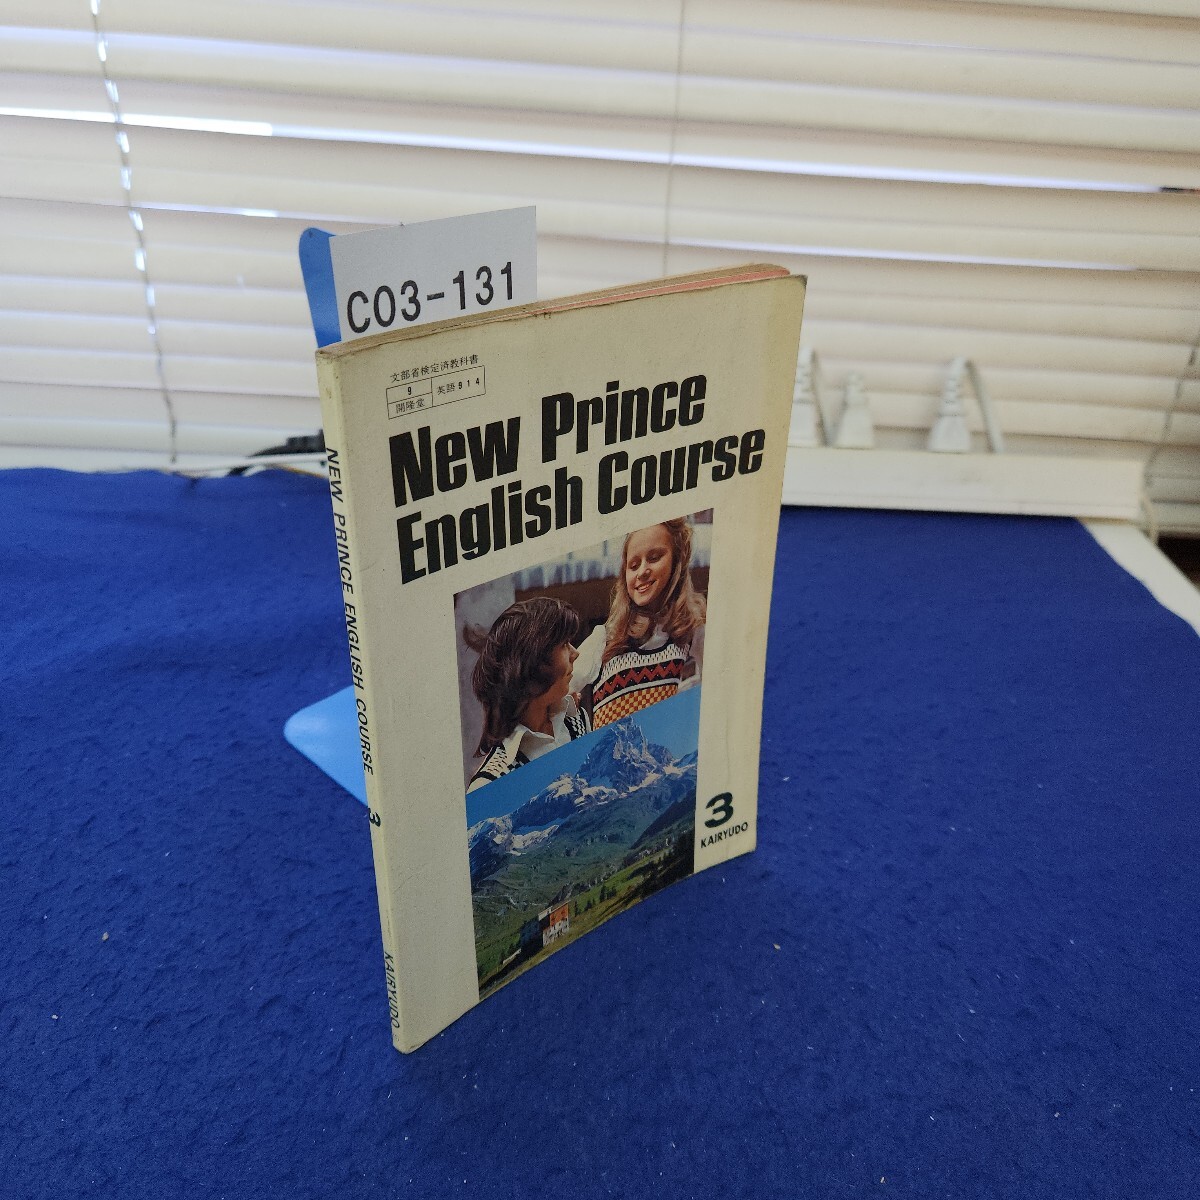 C03-131
文部省検定済教科書
9 英語914
開隆堂
New Prince
English Course
3
KAIRYUDO
NEW PRINCE ENGLISH COURSE 3 KAIRYUDO